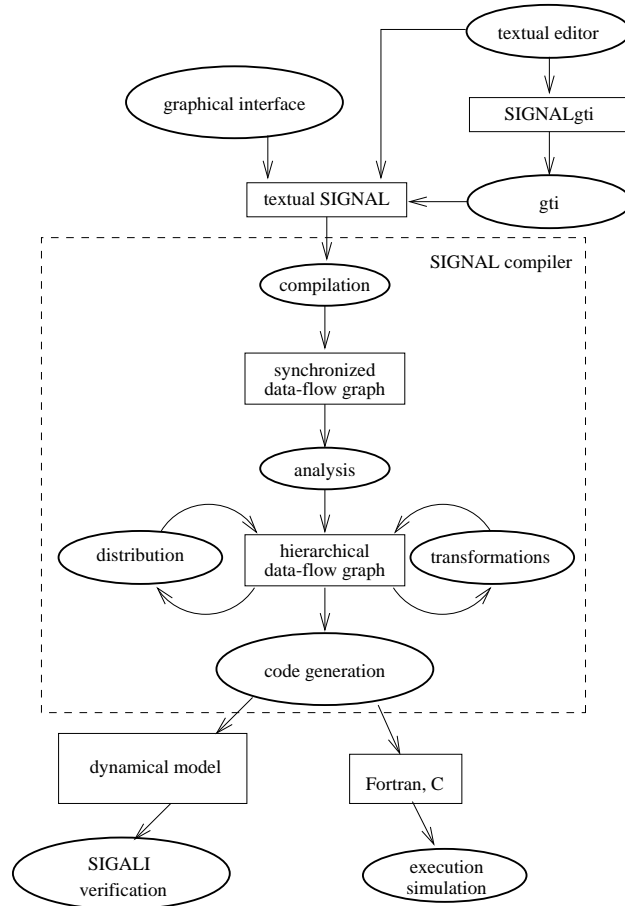 textual editor
graphical interface
SIGNALgti
textual SIGNAL
gti
SIGNAL compiler
compilation
synchronized
data-flow graph
analysis
distribution
hierarchical
data-flow graph
transformations
code generation
dynamical model
Fortran, C
SIGALI
verification
execution
simulation